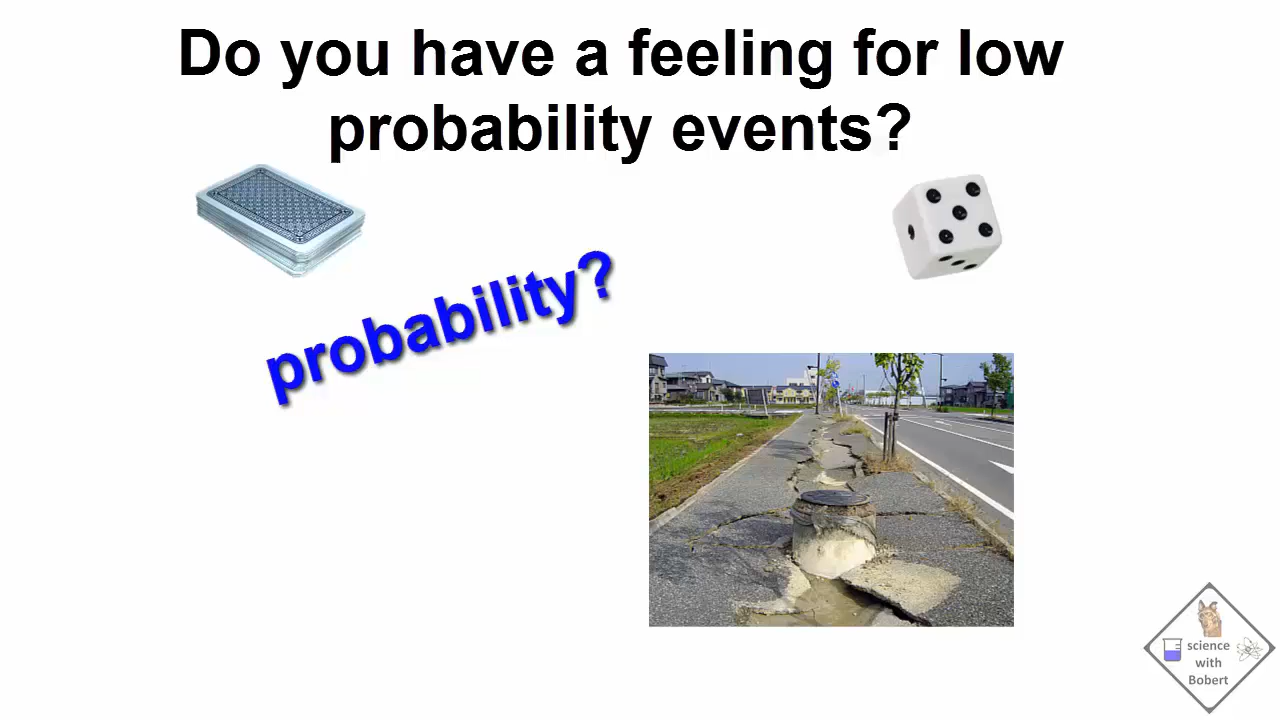 Do you have a feeling for low
probability events?
probability?
science
with
Bobert